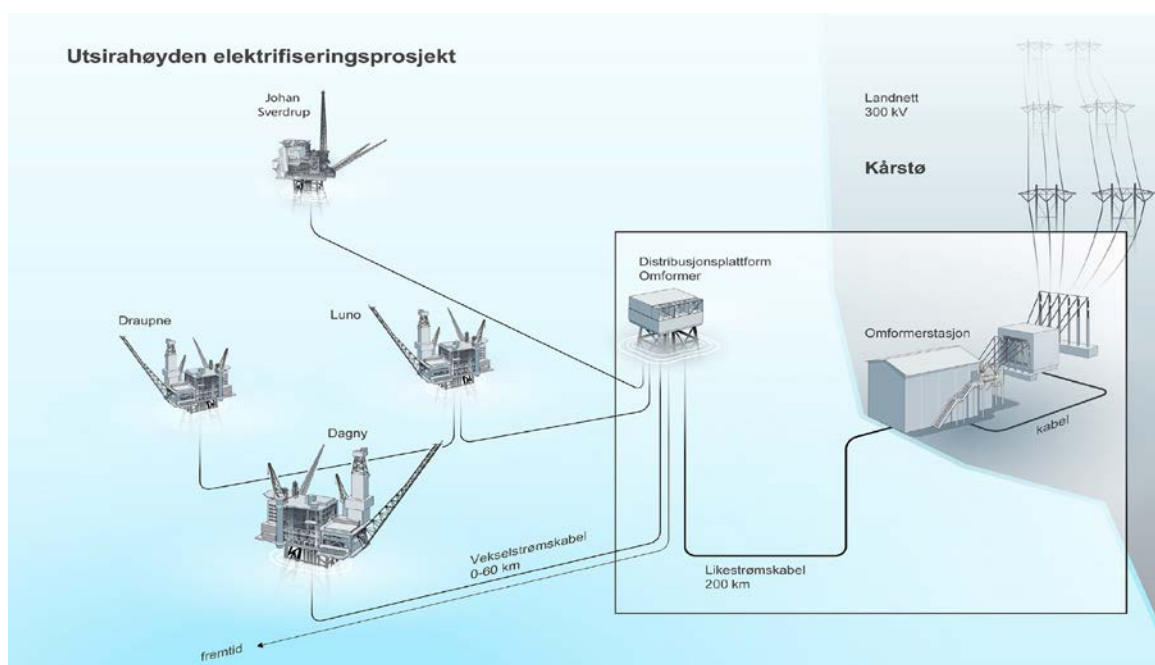 Utsirahøyden elektrifiseringsprosjekt
Johan
Sverdrup
Landnett
300 kV
Kårstø
Distribusjonsplattform
Omformer
Draupne
Luno
Omformerstasjon
Dagny
kabel
Vekselstrømskabel
0-60 km
Likestrømskabel
200 km
fremtid